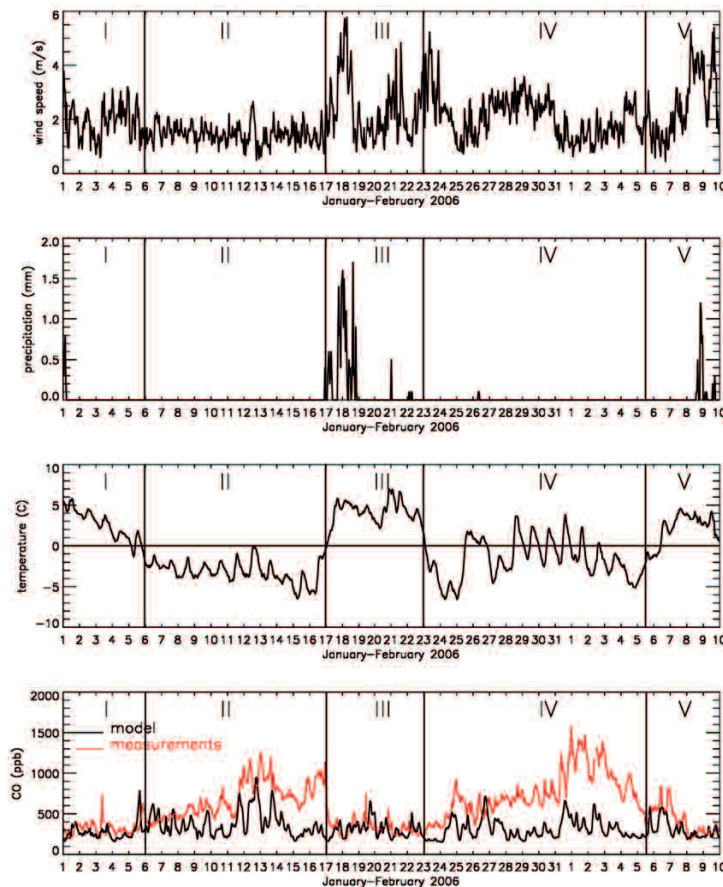 wind speed (m/s)
6
4
2
0
I II III IV V
1 2 3 4 5 6 7 8 9 10 11 12 13 14 15 16 17 18 19 20 21 22 23 24 25 26 27 28 29 30 31 1 2 3 4 5 6 7 8 9 10
January-February 2006
precipitation (mm)
2.0
1.5
1.0
0.5
0.0
I II III IV V
1 2 3 4 5 6 7 8 9 10 11 12 13 14 15 16 17 18 19 20 21 22 23 24 25 26 27 28 29 30 31 1 2 3 4 5 6 7 8 9 10
January-February 2006
temperature (C)
10
5
0
-5
-10
I II III IV V
1 2 3 4 5 6 7 8 9 10 11 12 13 14 15 16 17 18 19 20 21 22 23 24 25 26 27 28 29 30 31 1 2 3 4 5 6 7 8 9 10
January-February 2006
CO (ppb)
2000
1500
1000
500
0
I II III IV V
model
measurements
1 2 3 4 5 6 7 8 9 10 11 12 13 14 15 16 17 18 19 20 21 22 23 24 25 26 27 28 29 30 31 1 2 3 4 5 6 7 8 9 10
January-February 2006